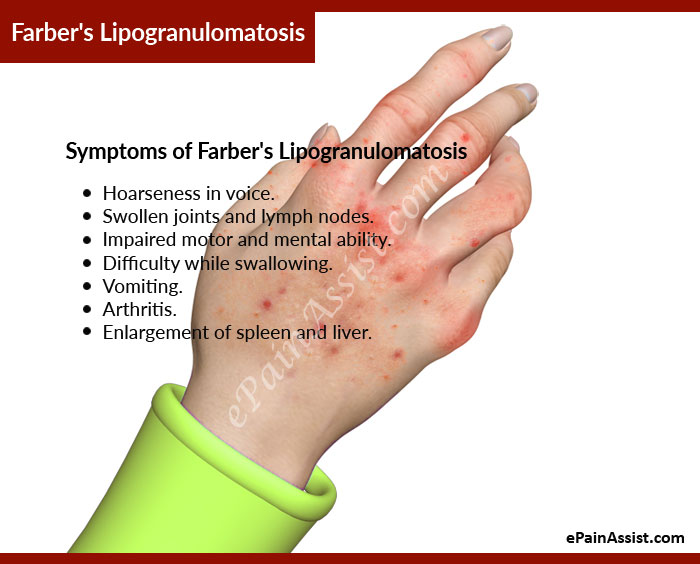 Farber's Lipogranulomatosis
Symptoms of Farber's Lipogranulomatosis
Hoarseness in voice.
Swollen joints and lymph nodes.
Impaired motor and mental ability.
Difficulty while swallowing.
Vomiting.
Arthritis.
Enlargement of spleen and liver.
ePainAssist.com
ePainAssist.com